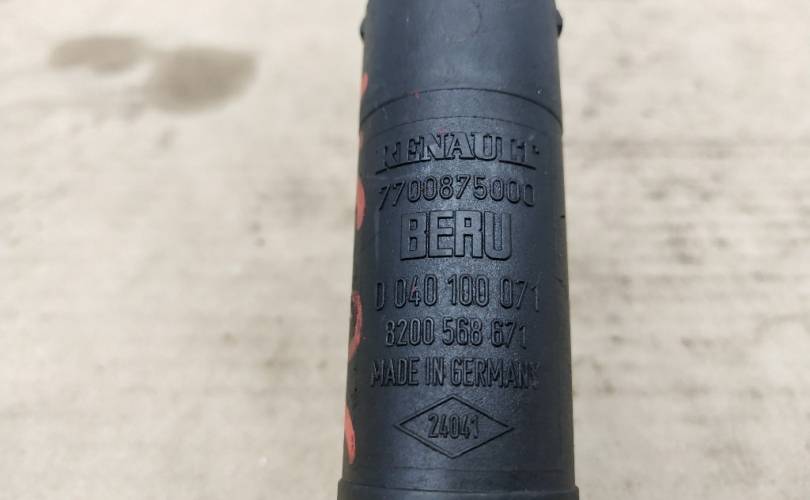 RENAULT
7700875000
BERU
0 040 100 071
8200 568 671
MADE IN GERMANY
24041